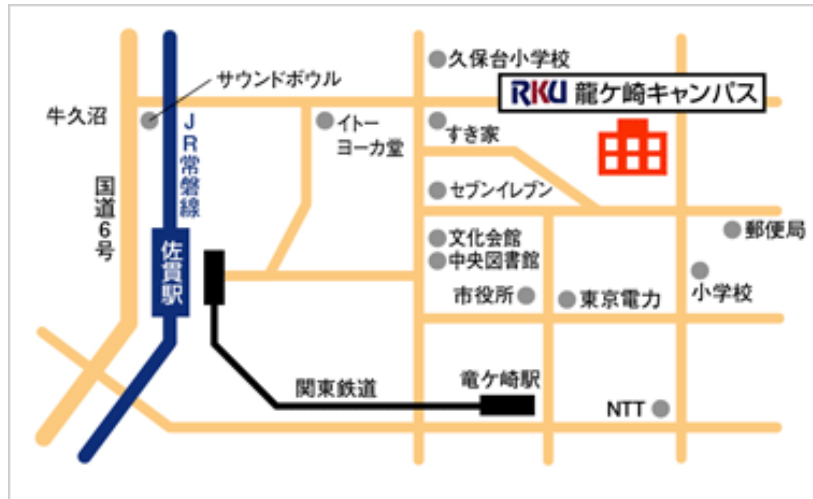 久保台小学校
サウンドボウル
RKU 龍ケ崎キャンパス
牛久沼
イトー
ヨーカ堂
すき家
JR常磐線
国道6号
セブンイレブン
佐貫駅
文化会館
中央図書館
郵便局
市役所
東京電力
小学校
関東鉄道
竜ケ崎駅
NTT